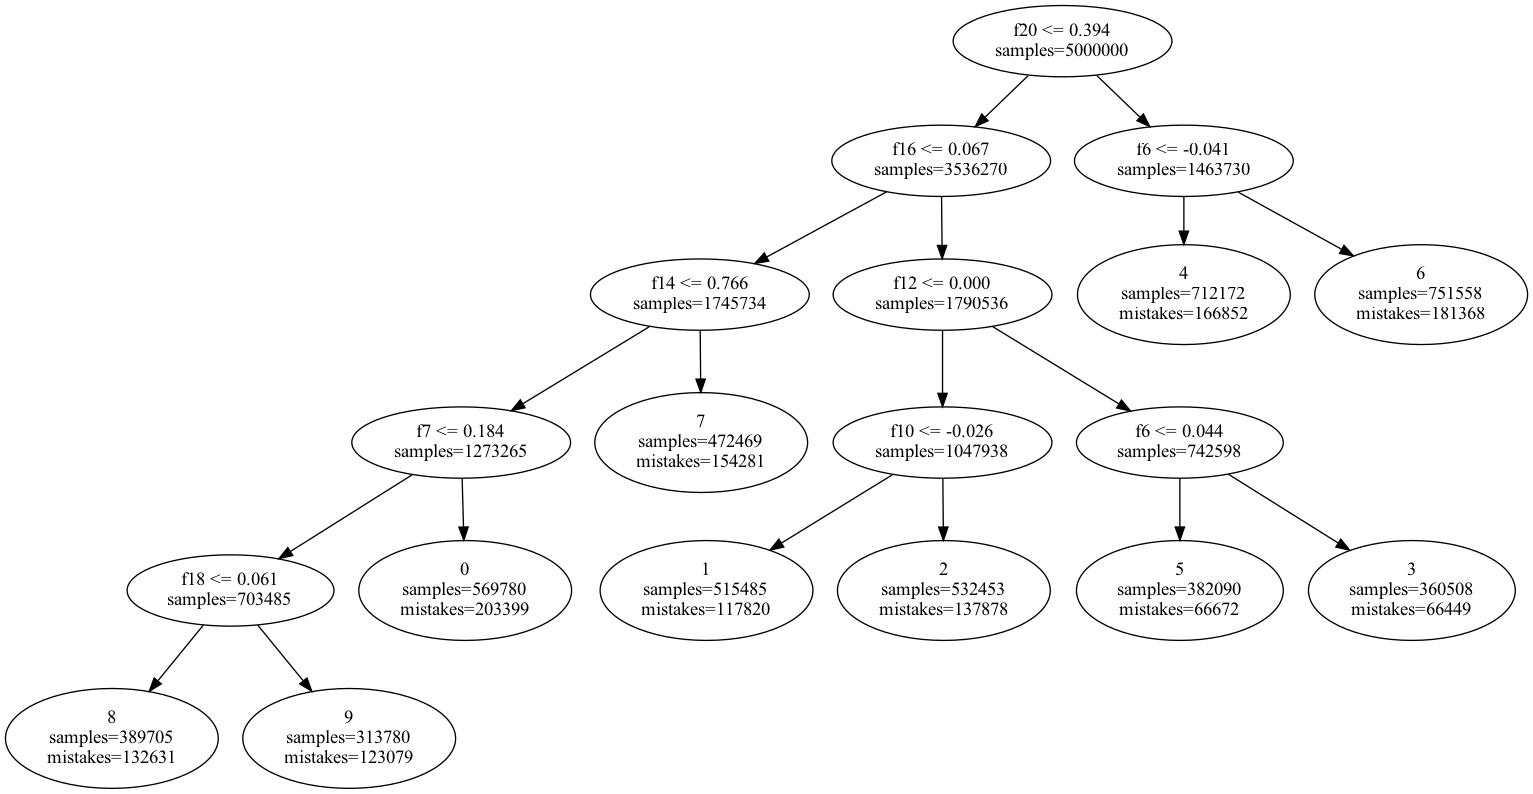 f20 <= 0.394
samples=5000000
f16 <= 0.067
samples=3536270
f6 <= -0.041
samples=1463730
f14 <= 0.766
samples=1745734
f12 <= 0.000
samples=1790536
4
samples=712172
mistakes=166852
6
samples=751558
mistakes=181368
f7 <= 0.184
samples=1273265
7
samples=472469
mistakes=154281
f10 <= -0.026
samples=1047938
f6 <= 0.044
samples=742598
f18 <= 0.061
samples=703485
0
samples=569780
mistakes=203399
1
samples=515485
mistakes=117820
2
samples=532453
mistakes=137878
5
samples=382090
mistakes=66672
3
samples=360508
mistakes=66449
8
samples=389705
mistakes=132631
9
samples=313780
mistakes=123079